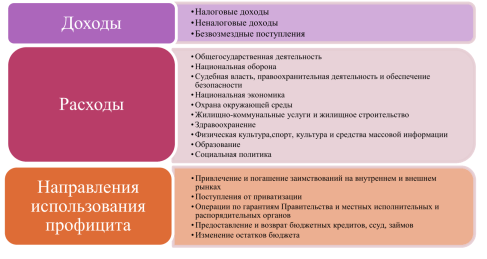 Доходы
•Налоговые доходы
•Неналоговые доходы
•Безвозмездные поступления
Расходы
•Общегосударственная деятельность
•Национальная оборона
•Судебная власть, правоохранительная деятельность и обеспечение
безопасности
•Национальная экономика
•Охрана окружающей среды
•Жилищно-коммунальные услуги и жилищное строительство
•Здравоохранение
•Физическая культура,спорт, культура и средства массовой информации
•Образование
•Социальная политика
Направления
использования
профицита
•Привлечение и погашение заимствований на внутреннем и внешнем
рынках
•Поступления от приватизации
•Операции по гарантиям Правительства и местных исполнительных и
распорядительных органов
•Предоставление и возврат бюджетных кредитов, ссуд, займов
•Изменение остатков бюджета